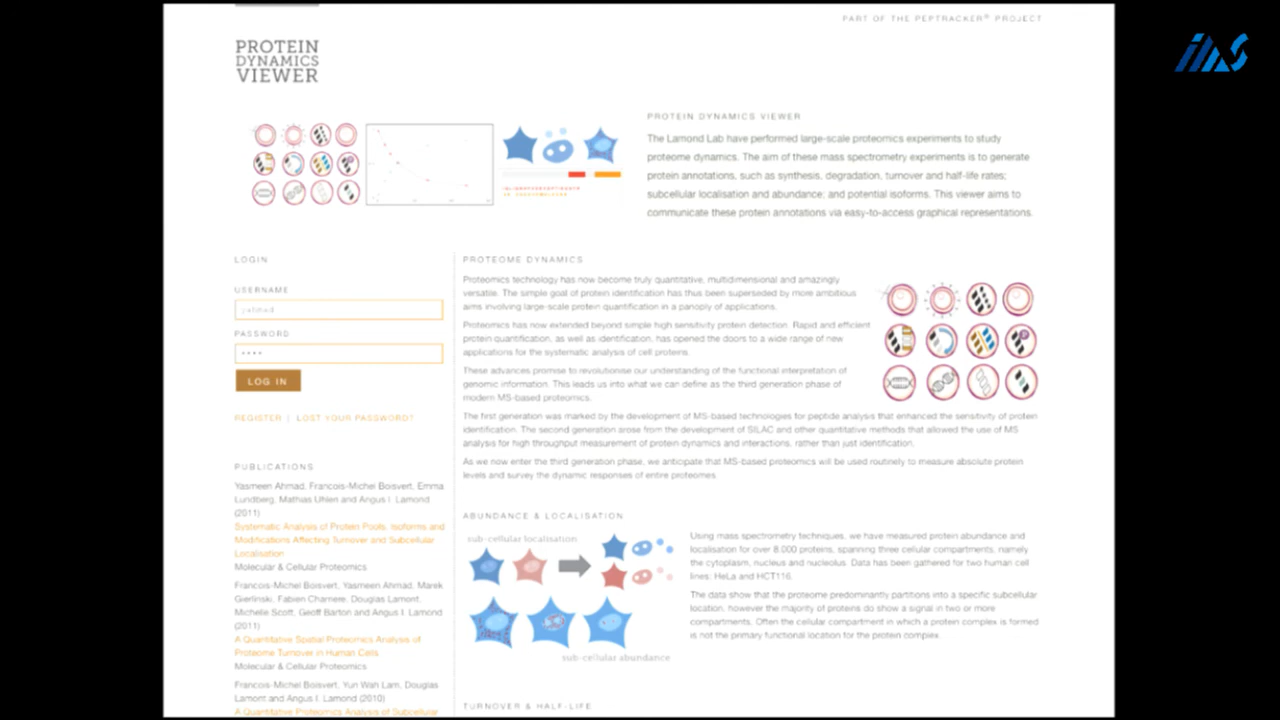 PART OF THE PEPTRACKER® PROJECT
PROTEIN
DYNAMICS
VIEWER
PROTEIN DYNAMICS VIEWER
The Lamond Lab have performed large-scale proteomics experiments to study
proteome dynamics. The aim of these mass spectrometry experiments is to generate
protein annotations, such as synthesis, degradation, turnover and half-life rates;
subcellular localisation and abundance; and potential isoforms. This viewer aims to
communicate these protein annotations via easy-to-access graphical representations.
LOGIN
USERNAME
PASSWORD
••••
LOG IN
REGISTER | LOST YOUR PASSWORD?
PUBLICATIONS
Yasmeen Ahmad, Francois-Michel Boisvert, Emma
Lundberg, Mathias Uhlen and Angus I. Lamond
(2011)
Systematic Analysis of Protein Pools, Isoforms and
Modifications Affecting Turnover and Subcellular
Localisation
Molecular & Cellular Proteomics
Francois-Michel Boisvert, Yasmeen Ahmad, Marek
Gierlinski, Fabien Charriere, Douglas Lamont,
Michelle Scott, Geoff Barton and Angus I. Lamond
(2011)
A Quantitative Spatial Proteomics Analysis of
Proteome Turnover in Human Cells.
Molecular & Cellular Proteomics
Francois-Michel Boisvert, Yun Wah Lam, Douglas
Lamont and Angus I. Lamond (2010)
A Quantitative Proteomics Analysis of Subcellular
PROTEOME DYNAMICS
Proteomics technology has now become truly quantitative, multidimensional and amazingly
versatile. The simple goal of protein identification has thus been superseded by more ambitious
aims involving large-scale protein quantification in a panoply of applications.
Proteomics has now extended beyond simple high sensitivity protein detection. Rapid and efficient
protein quantification, as well as identification, has opened the doors to a wide range of new
applications for the systematic analysis of cell proteins.
These advances promise to revolutionise our understanding of the functional interpretation of
genomic information. This leads us into what we can define as the third generation phase of
modern MS-based proteomics.
The first generation was marked by the development of MS-based technologies for peptide analysis that enhanced the sensitivity of protein
identification. The second generation arose from the development of SILAC and other quantitative methods that allowed the use of MS
analysis for high throughput measurement of protein dynamics and interactions, rather than just identification.
As we now enter the third generation phase, we anticipate that MS-based proteomics will be used routinely to measure absolute protein
levels and survey the dynamic responses of entire proteomes.
ABUNDANCE & LOCALISATION
sub-cellular localisation
sub-cellular abundance
Using mass spectrometry techniques, we have measured protein abundance and
localisation for over 8,000 proteins, spanning three cellular compartments, namely
the cytoplasm, nucleus and nucleolus. Data has been gathered for two human cell
lines: HeLa and HCT116.
The data show that the proteome predominantly partitions into a specific subcellular
location, however the majority of proteins do show a signal in two or more
compartments. Often the cellular compartment in which a protein complex is formed
is not the primary functional location for the protein complex.
TURNOVER & HALF-LIFE